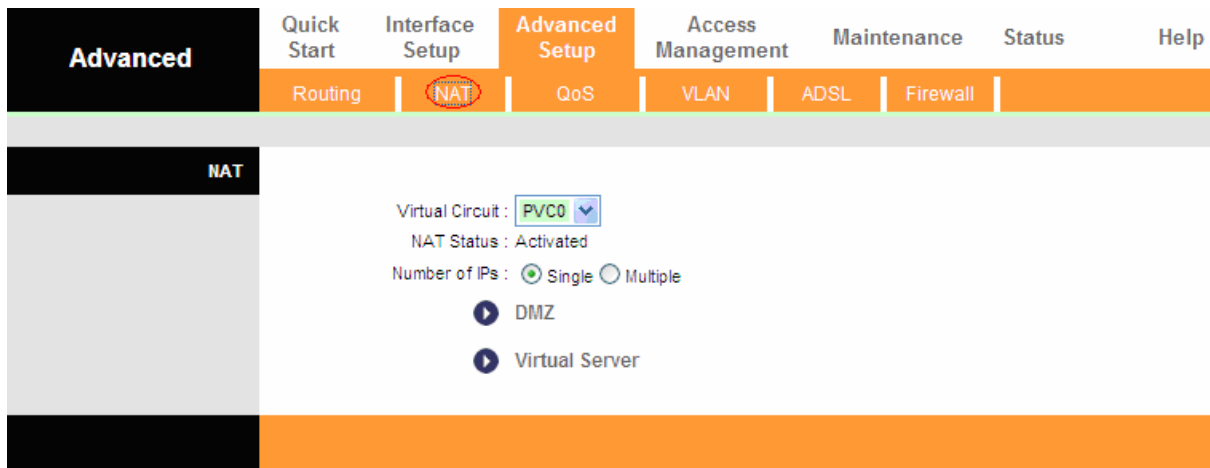 Advanced
Quick Start
Interface Setup
Advanced Setup
Access Management
Maintenance
Status
Help
Routing
NAT
QoS
VLAN
ADSL
Firewall
NAT
Virtual Circuit : PVC0
NAT Status : Activated
Number of IPs : Single Multiple
DMZ
Virtual Server